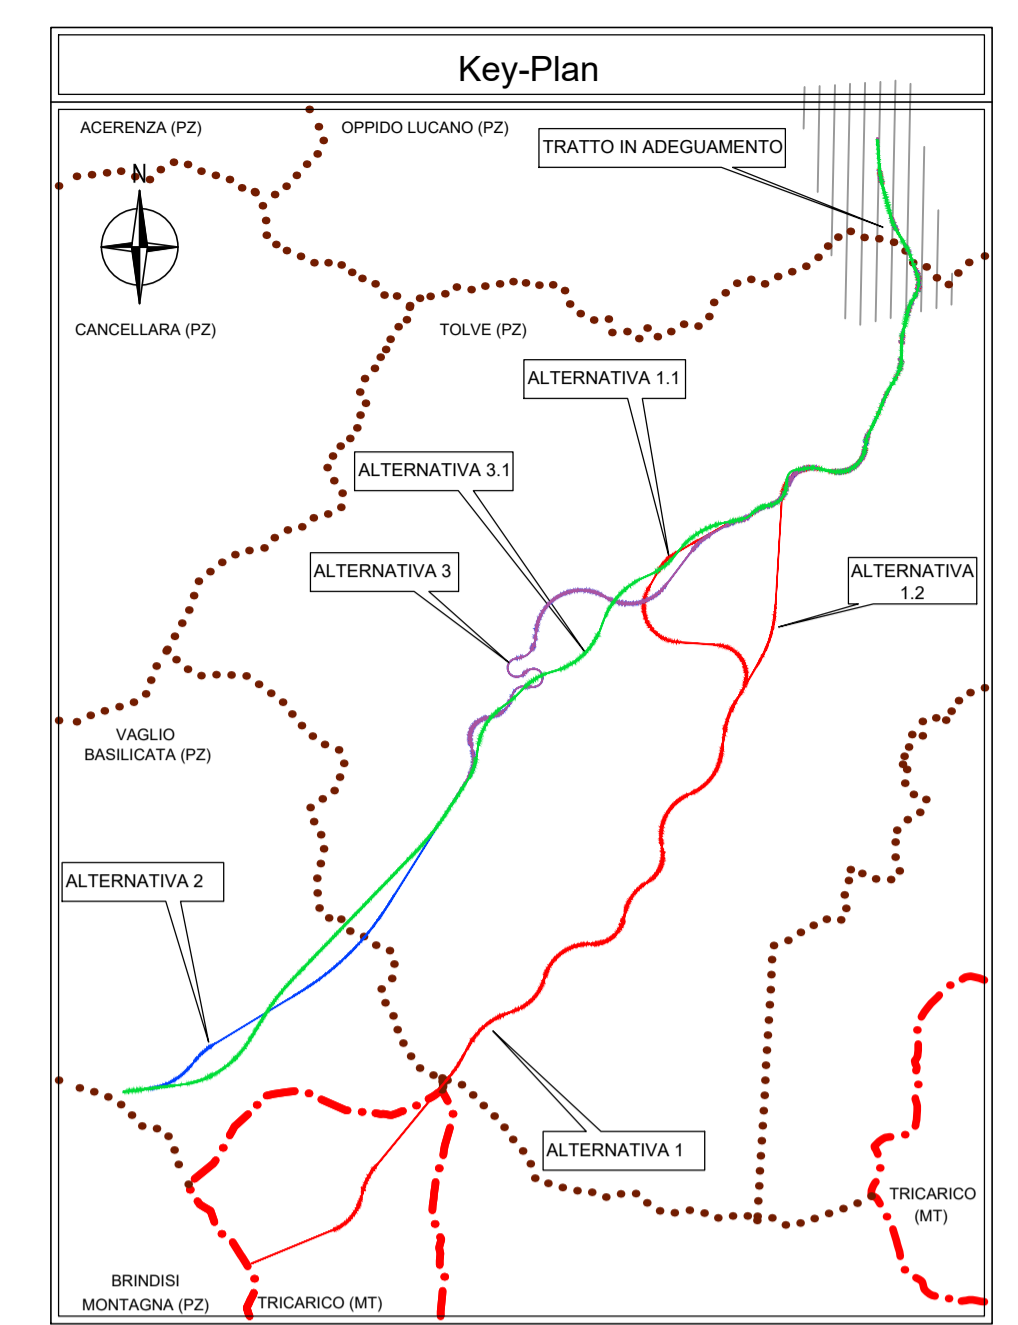 Key-Plan
ACERENZA (PZ)
OPPIDO LUCANO (PZ)
TRATTO IN ADEGUAMENTO
N
CANCELLARA (PZ)
TOLVE (PZ)
ALTERNATIVA 1.1
ALTERNATIVA 3.1
ALTERNATIVA 3
ALTERNATIVA
1.2
VAGLIO
BASILICATA (PZ)
ALTERNATIVA 2
ALTERNATIVA 1
TRICARICO
(MT)
BRINDISI
MONTAGNA (PZ)
TRICARICO (MT)